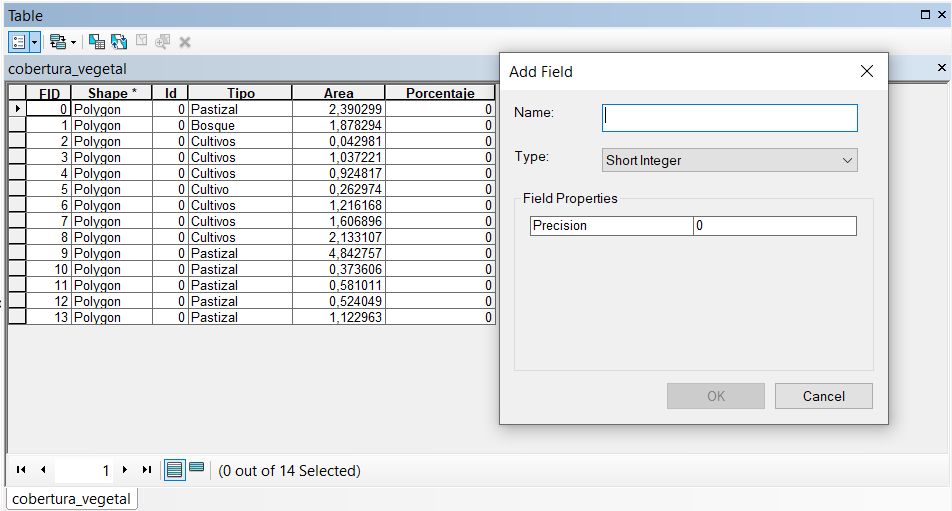 Table
cobertura_vegetal
FID Shape * Id Tipo Area Porcentaje
0 Polygon 0 Pastizal 2,390299 0
1 Polygon 0 Bosque 1,878294 0
2 Polygon 0 Cultivos 0,042981 0
3 Polygon 0 Cultivos 1,037221 0
4 Polygon 0 Cultivos 0,924817 0
5 Polygon 0 Cultivo 0,262974 0
6 Polygon 0 Cultivos 1,216168 0
7 Polygon 0 Cultivos 1,606896 0
8 Polygon 0 Cultivos 2,133107 0
9 Polygon 0 Pastizal 4,842757 0
10 Polygon 0 Pastizal 0,373606 0
11 Polygon 0 Pastizal 0,581011 0
12 Polygon 0 Pastizal 0,524049 0
13 Polygon 0 Pastizal 1,122963 0
Add Field
Name:
Type: Short Integer
Field Properties
Precision 0
OK Cancel
1 (0 out of 14 Selected)
cobertura_vegetal